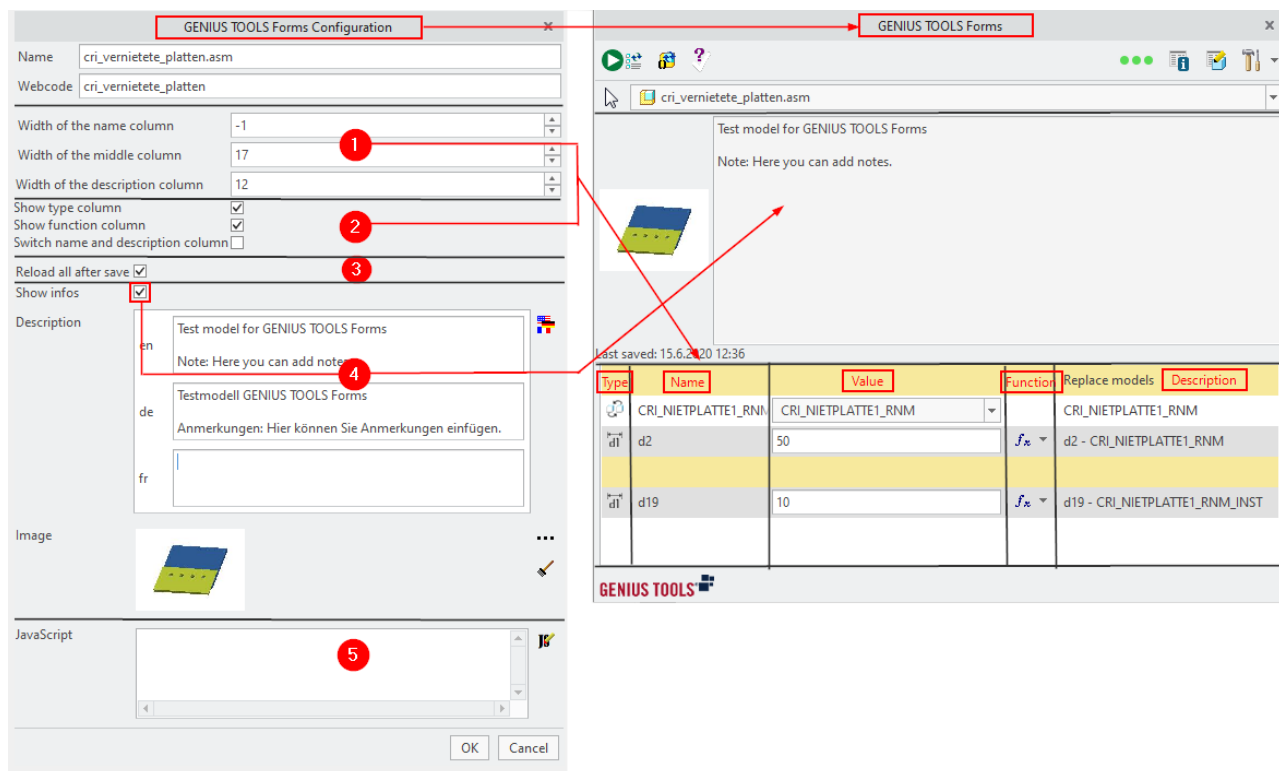 GENIUS TOOLS Forms Configuration
Name cri_vernietete_platten.asm
Webcode cri_vernietete_platten
Width of the name column -1
1
Width of the middle column 17
Width of the description column 12
Show type column
Show function column
2
Switch name and description column
Reload all after save
3
Show infos
Description
en
Test model for GENIUS TOOLS Forms
Note: Here you can add notes.
4
de
Testmodell GENIUS TOOLS Forms
Anmerkungen: Hier können Sie Anmerkungen einfügen.
fr
Image
JavaScript
5
OK Cancel
GENIUS TOOLS Forms
cri_vernietete_platten.asm
Test model for GENIUS TOOLS Forms
Note: Here you can add notes.
Last saved: 15.6.2020 12:36
Type Name Value Function Replace models Description
CRI_NIETPLATTE1_RNM CRI_NIETPLATTE1_RNM CRI_NIETPLATTE1_RNM
d1 d2 50 fx d2 - CRI_NIETPLATTE1_RNM
d1 d19 10 fx d19 - CRI_NIETPLATTE1_RNM_INST
GENIUS TOOLS